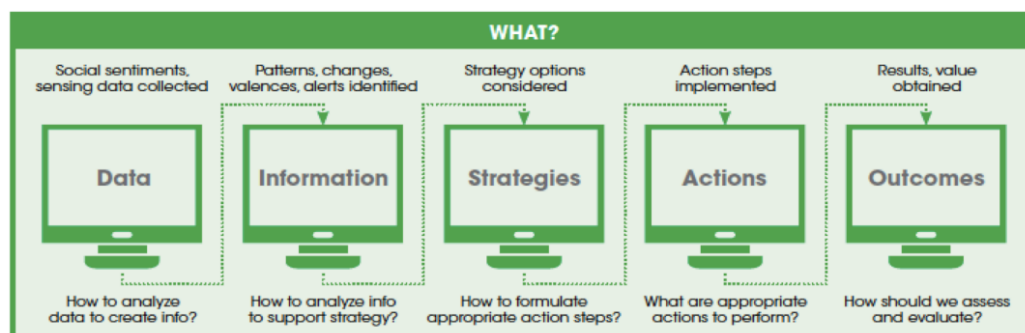 WHAT?
Social sentiments,
sensing data collected
Patterns, changes,
valences, alerts identified
Strategy options
considered
Action steps
implemented
Results, value
obtained
Data
Information
Strategies
Actions
Outcomes
How to analyze
data to create info?
How to analyze info
to support strategy?
How to formulate
appropriate action steps?
What are appropriate
actions to perform?
How should we assess
and evaluate?